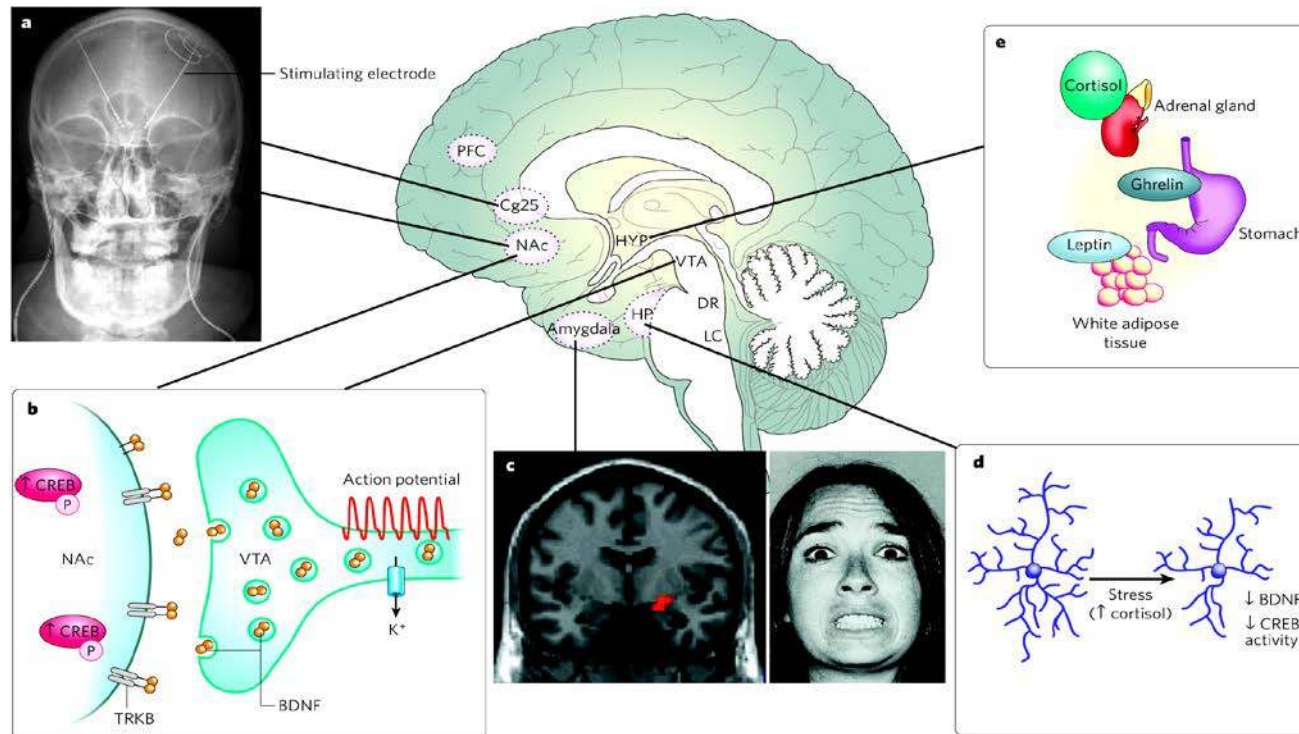 a
Stimulating electrode
PFC
Cg25
NAc
HYP
VTA
DR
LC
HP
Amygdala
e
Cortisol
Adrenal gland
Ghrelin
Stomach
Leptin
White adipose
tissue
b
↑ CREB
P
NAc
↑ CREB
P
TRKB
VTA
BDNF
Action potential
K⁺
c
d
Stress
(↑ cortisol)
↓ BDNF
↓ CREB
activity